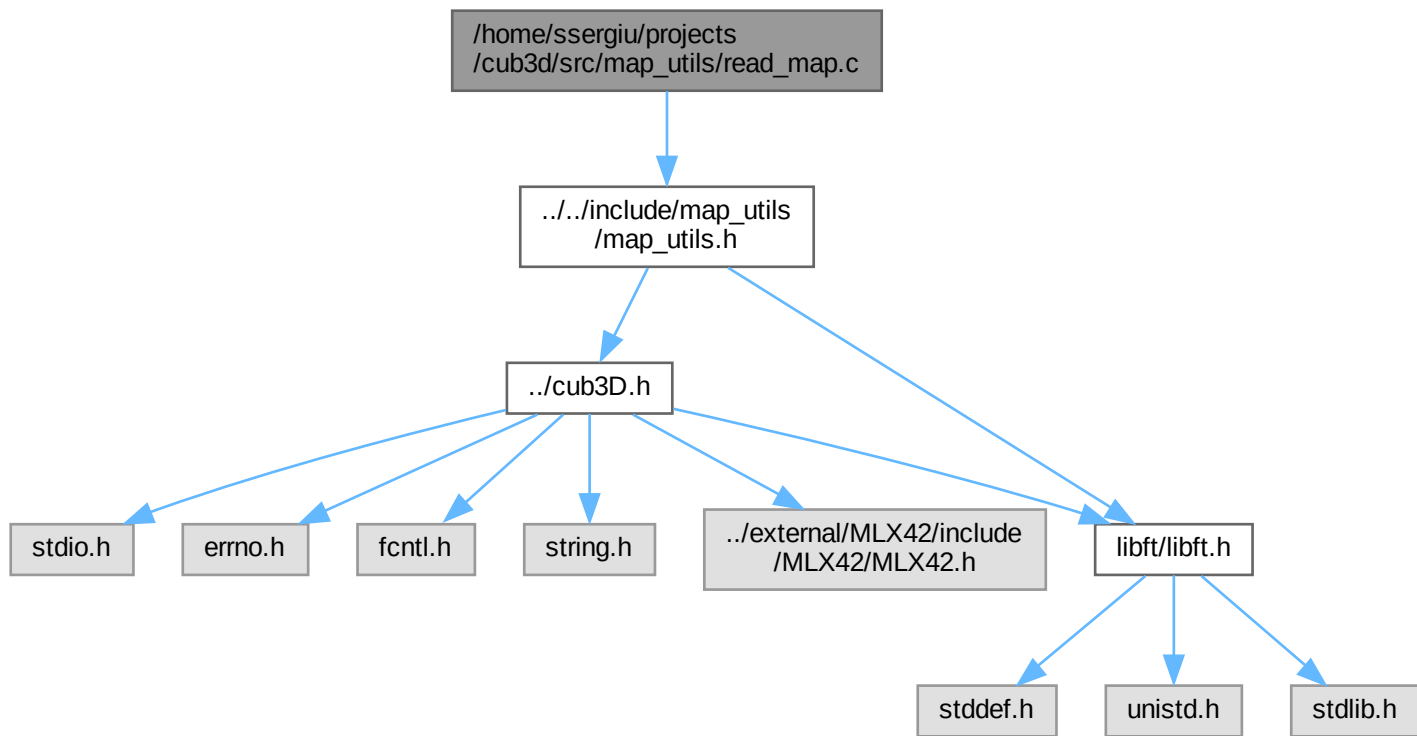 /home/ssergiu/projects
/cub3d/src/map_utils/read_map.c
../../include/map_utils
/map_utils.h
../cub3D.h
stdio.h
errno.h
fcntl.h
string.h
../external/MLX42/include
/MLX42/MLX42.h
libft/libft.h
stddef.h
unistd.h
stdlib.h